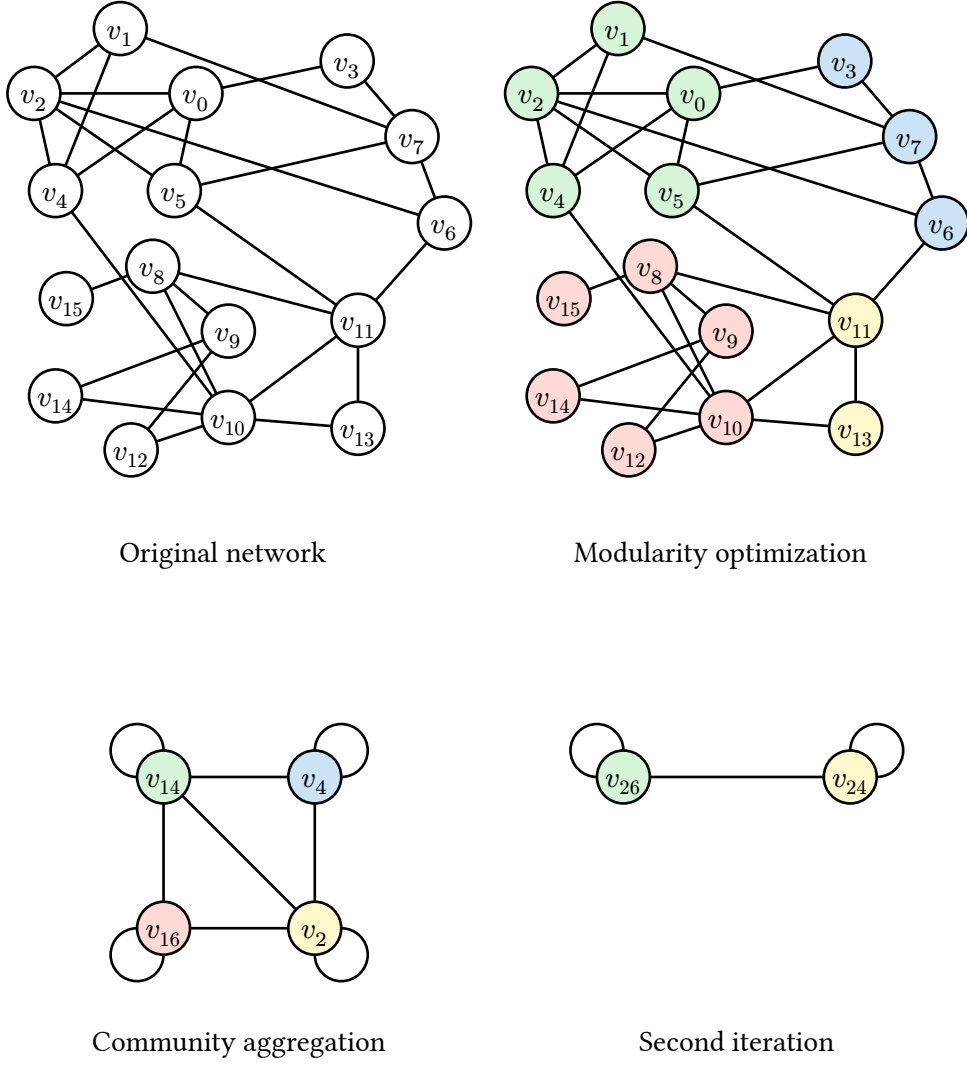 v1
v3
v2
v0
v7
v4
v5
v6
v8
v15
v11
v9
v14
v10
v13
v12
v1
v3
v2
v0
v7
v4
v5
v6
v8
v15
v11
v9
v14
v10
v13
v12
Original network
Modularity optimization
v14
v4
v26
v24
v16
v2
Community aggregation
Second iteration